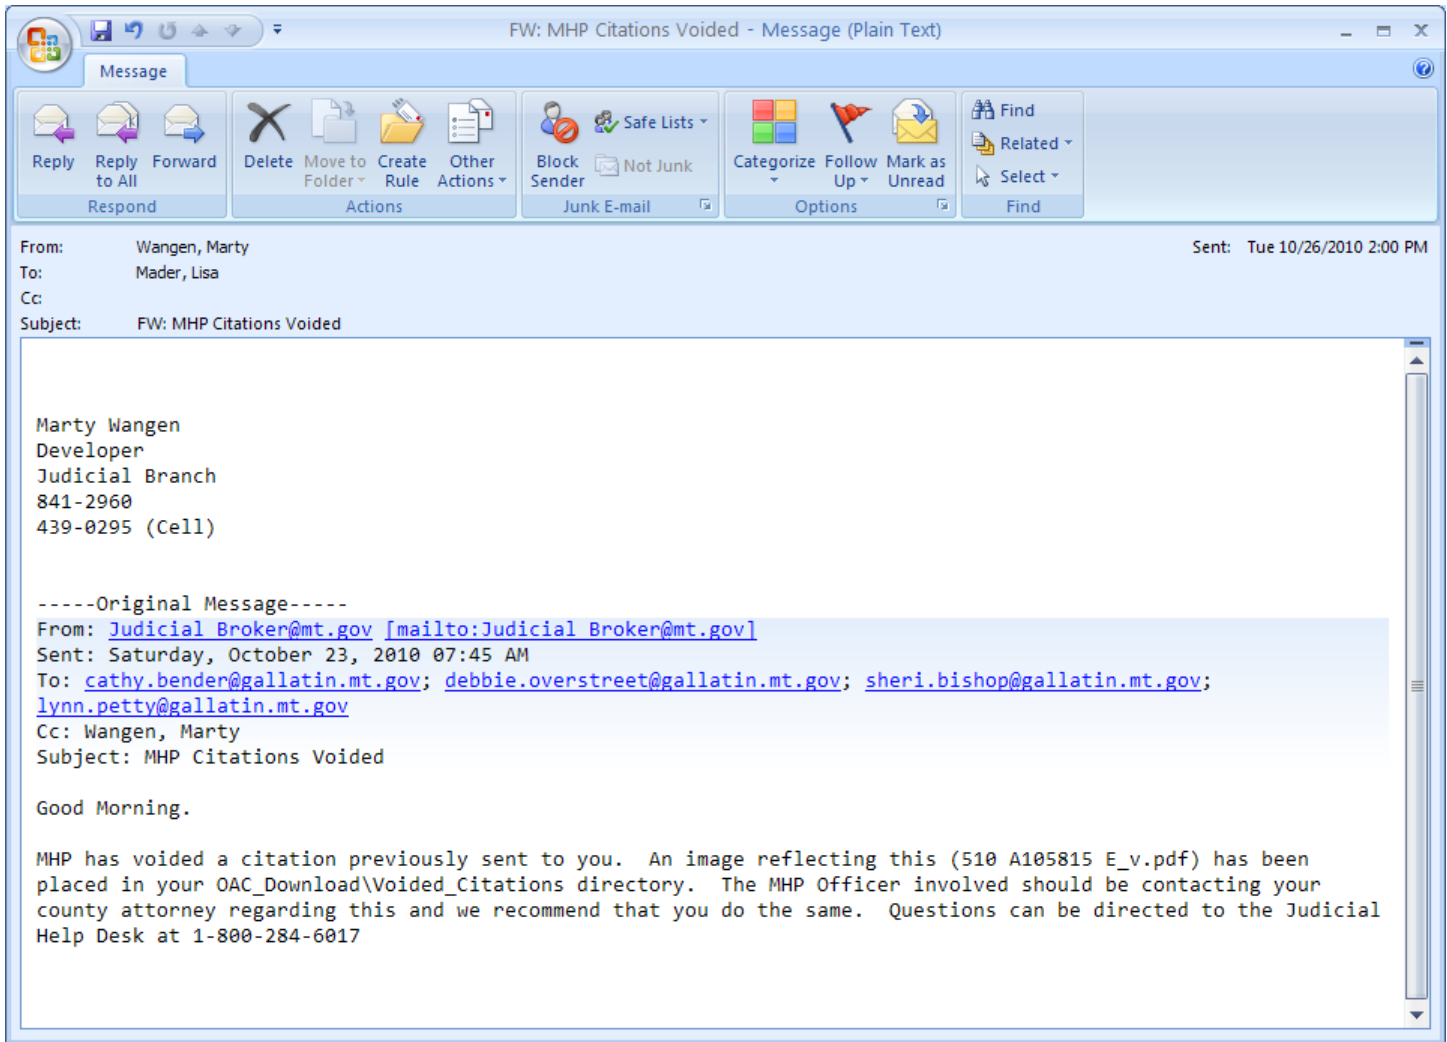 FW: MHP Citations Voided - Message (Plain Text)
Message
Reply
Reply to All
Forward
Respond
Delete
Move to Folder
Create Rule
Other Actions
Actions
Block Sender
Safe Lists
Not Junk
Junk E-mail
Categorize
Follow Up
Mark as Unread
Options
Find
Related
Select
Find
From: Wangen, Marty
Sent: Tue 10/26/2010 2:00 PM
To: Mader, Lisa
Cc:
Subject: FW: MHP Citations Voided
Marty Wangen
Developer
Judicial Branch
841-2960
439-0295 (Cell)
-----Original Message-----
From: Judicial Broker@mt.gov [mailto:Judicial Broker@mt.gov]
Sent: Saturday, October 23, 2010 07:45 AM
To: cathy.bender@gallatin.mt.gov; debbie.overstreet@gallatin.mt.gov; sheri.bishop@gallatin.mt.gov;
lynn.petty@gallatin.mt.gov
Cc: Wangen, Marty
Subject: MHP Citations Voided
Good Morning.
MHP has voided a citation previously sent to you.  An image reflecting this (510 A105815 E_v.pdf) has been
placed in your OAC_Download\Voided_Citations directory.  The MHP Officer involved should be contacting your
county attorney regarding this and we recommend that you do the same.  Questions can be directed to the Judicial
Help Desk at 1-800-284-6017